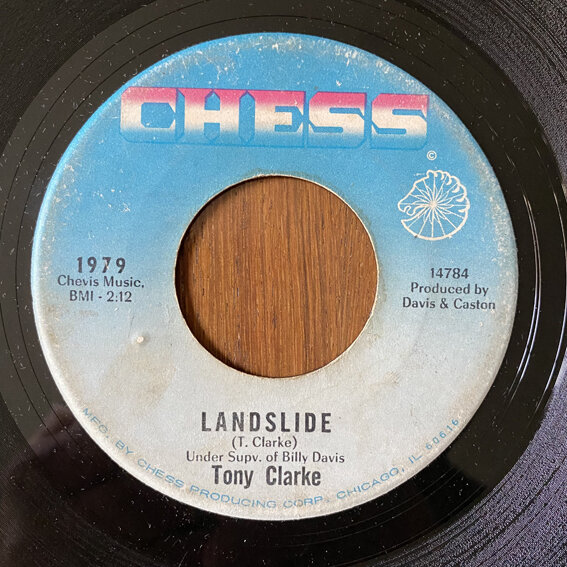 CHESS
©
1979
Chevis Music,
BMI - 2:12
14784
Produced by
Davis & Caston
LANDSLIDE
(T. Clarke)
Under Supv. of Billy Davis
Tony Clarke
MFG. BY CHESS PRODUCING CORP., CHICAGO, IL 60616